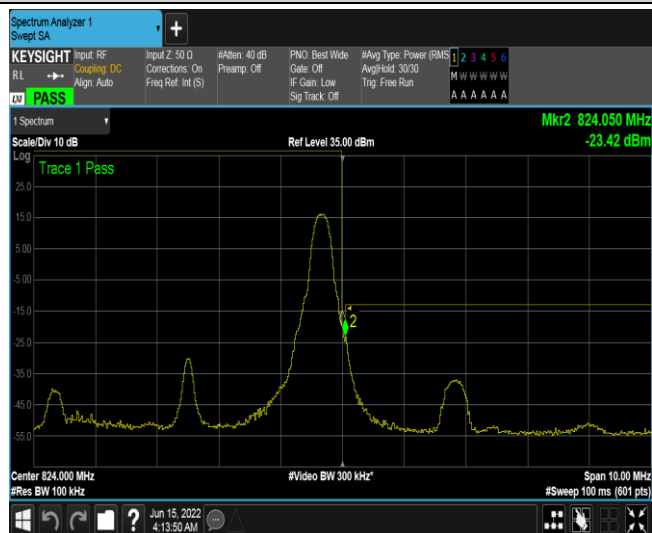 Spectrum Analyzer 1
Swept SA
KEYSIGHT
RL
LXI PASS
Input: RF
Coupling: DC
Align: Auto
Input Z: 50 Ω
Corrections: On
Freq Ref: Int (S)
#Atten: 40 dB
Preamp: Off
PNO: Best Wide
Gate: Off
IF Gain: Low
Sig Track: Off
#Avg Type: Power (RMS
Avg|Hold: 30/30
Trig: Free Run
1 2 3 4 5 6
M W W W W W
A A A A A A
1 Spectrum
Scale/Div 10 dB
Ref Level 35.00 dBm
Mkr2 824.050 MHz
-23.42 dBm
Log
Trace 1 Pass
25.0
15.0
5.00
-5.00
-15.0
-25.0
-35.0
-45.0
-55.0
2
Center 824.000 MHz
#Video BW 300 kHz*
Span 10.00 MHz
#Res BW 100 kHz
#Sweep 100 ms (601 pts)
?
Jun 15, 2022
4:13:50 AM